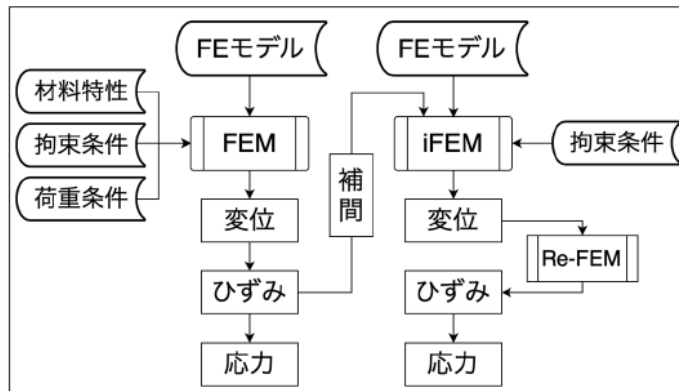 FEモデル
FEモデル
材料特性
拘束条件
荷重条件
FEM
補間
iFEM
拘束条件
変位
変位
Re-FEM
ひずみ
ひずみ
応力
応力